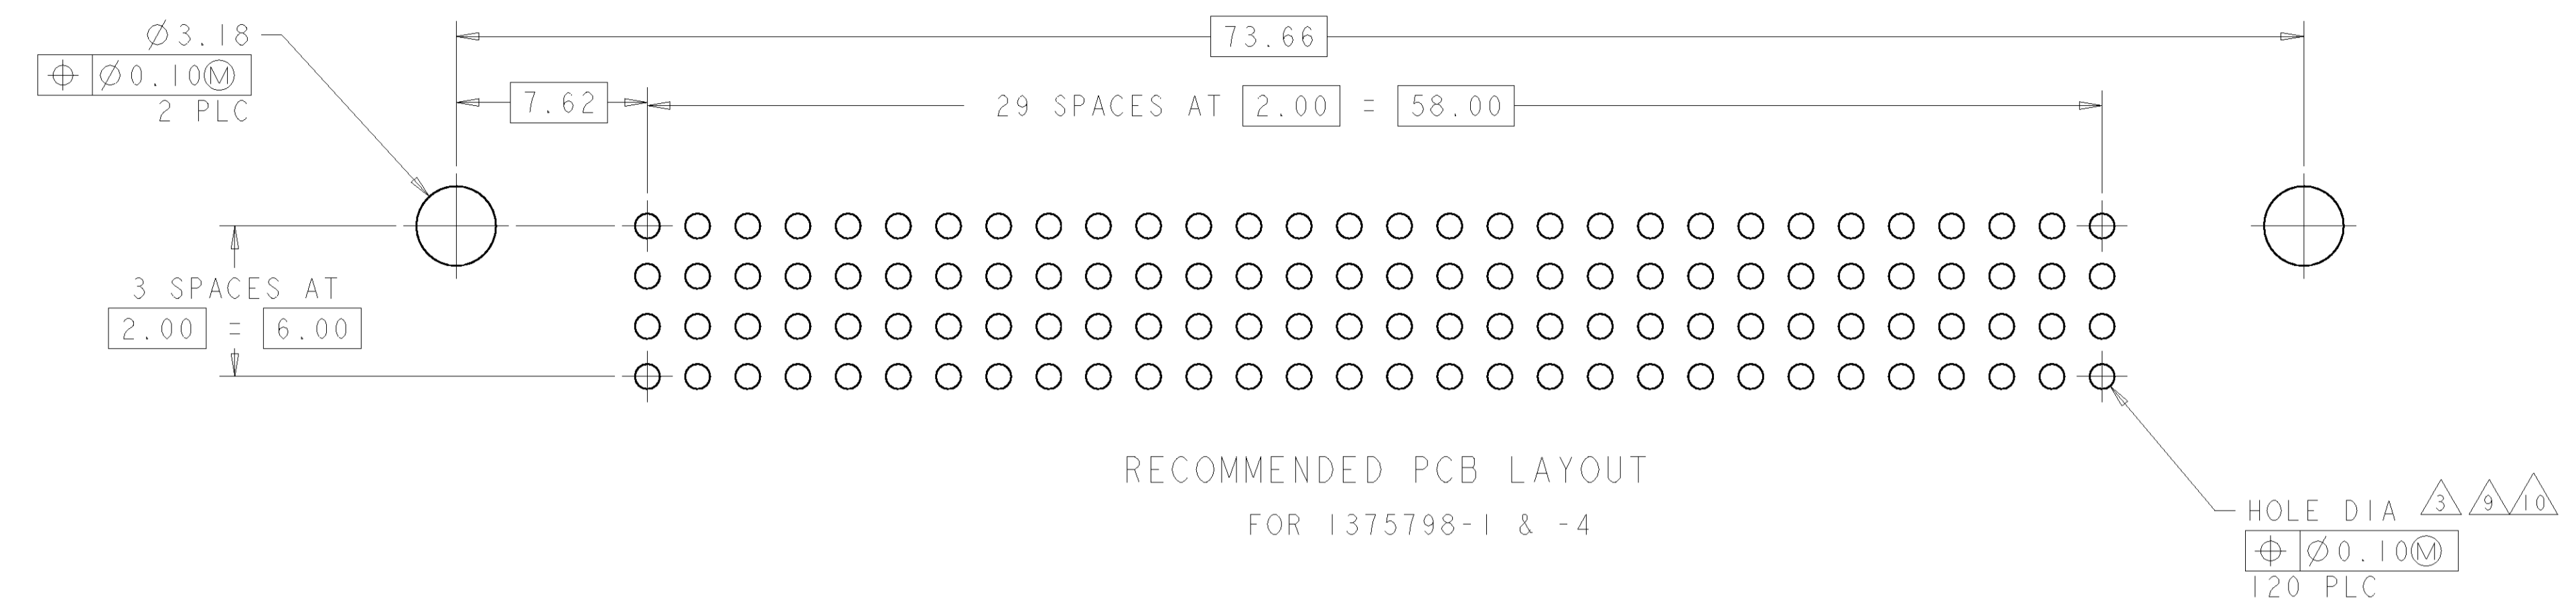 73.66
Ø3.18
⌖ Ø0.10Ⓜ
2 PLC
7.62
29 SPACES AT 2.00 = 58.00
3 SPACES AT
2.00 = 6.00
RECOMMENDED PCB LAYOUT
FOR 1375798-1 & -4
HOLE DIA 3 9 10
⌖ Ø0.10Ⓜ
120 PLC